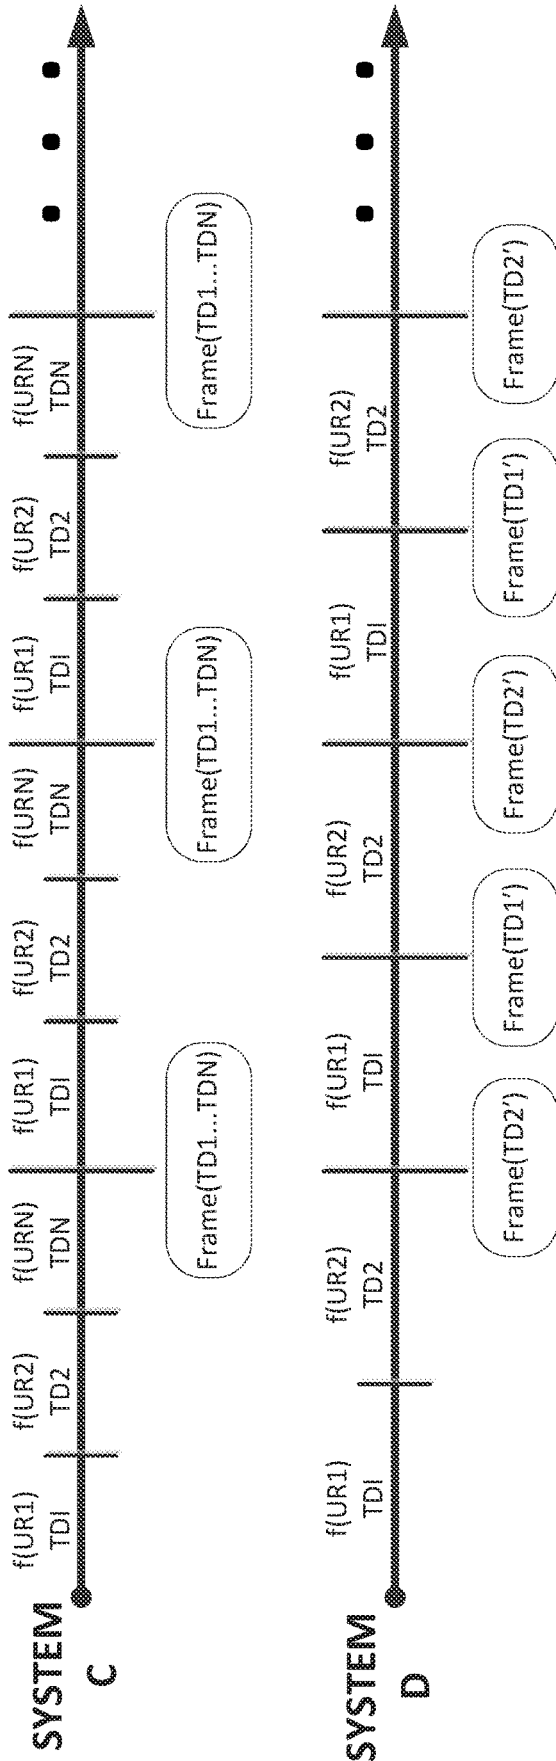 SYSTEM
C
f(UR1)
TDI
f(UR2)
TD2
f(URN)
TDN
f(UR1)
TDI
f(UR2)
TD2
f(URN)
TDN
f(UR1)
TDI
f(UR2)
TD2
f(URN)
TDN
Frame(TD1...TDN)
Frame(TD1...TDN)
Frame(TD1...TDN)
SYSTEM
D
f(UR1)
TDI
f(UR2)
TD2
f(UR1)
TDI
f(UR2)
TD2
f(UR1)
TDI
f(UR2)
TD2
Frame(TD2')
Frame(TD1')
Frame(TD2')
Frame(TD1')
Frame(TD2')